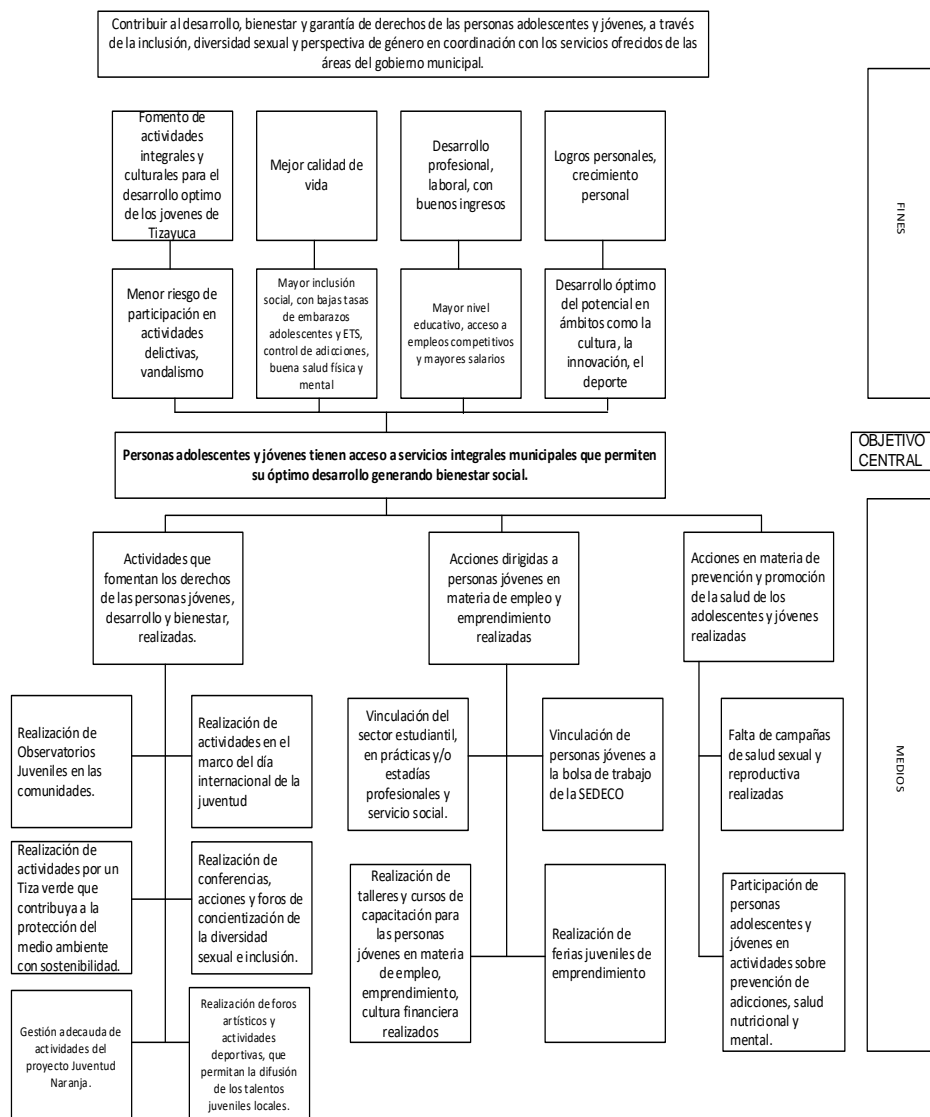 Contribuir al desarrollo, bienestar y garantía de derechos de las personas adolescentes y jóvenes, a través
de la inclusión, diversidad sexual y perspectiva de género en coordinación con los servicios ofrecidos de las
áreas del gobierno municipal.
Fomento de
actividades
integrales y
culturales para el
desarrollo optimo
de los jovenes de
Tizayuca
Mejor calidad de
vida
Desarrollo
profesional,
laboral, con
buenos ingresos
Logros personales,
crecimiento
personal
FINES
Menor riesgo de
participación en
actividades
delictivas,
vandalismo
Mayor inclusión
social, con bajas tasas
de embarazos
adolescentes y ETS,
control de adicciones,
buena salud física y
mental
Mayor nivel
educativo, acceso a
empleos competitivos
y mayores salarios
Desarrollo óptimo
del potencial en
ámbitos como la
cultura, la
innovación, el
deporte
Personas adolescentes y jóvenes tienen acceso a servicios integrales municipales que permiten
su óptimo desarrollo generando bienestar social.
OBJETIVO
CENTRAL
Actividades que
fomentan los derechos
de las personas jóvenes,
desarrollo y bienestar,
realizadas.
Acciones dirigidas a
personas jóvenes en
materia de empleo y
emprendimiento
realizadas
Acciones en materia de
prevención y promoción
de la salud de los
adolescentes y jóvenes
realizadas
MEDIOS
Realización de
Observatorios
Juveniles en las
comunidades.
Realización de
actividades en el
marco del día
internacional de la
juventud
Vinculación del
sector estudiantil,
en prácticas y/o
estadías
profesionales y
servicio social.
Vinculación de
personas jóvenes a
la bolsa de trabajo
de la SEDECO
Falta de campañas
de salud sexual y
reproductiva
realizadas
Realización de
actividades por un
Tiza verde que
contribuya a la
protección del
medio ambiente
con sostenibilidad.
Realización de
conferencias,
acciones y foros de
concientización de
la diversidad
sexual e inclusión.
Realización de
talleres y cursos de
capacitación para
las personas
jóvenes en materia
de empleo,
emprendimiento,
cultura financiera
realizados
Realización de
ferias juveniles de
emprendimiento
Participación de
personas
adolescentes y
jóvenes en
actividades sobre
prevención de
adicciones, salud
nutricional y
mental.
Gestión adecauda de
actividades del
proyecto Juventud
Naranja.
Realización de foros
artísticos y
actividades
deportivas, que
permitan la difusión
de los talentos
juveniles locales.